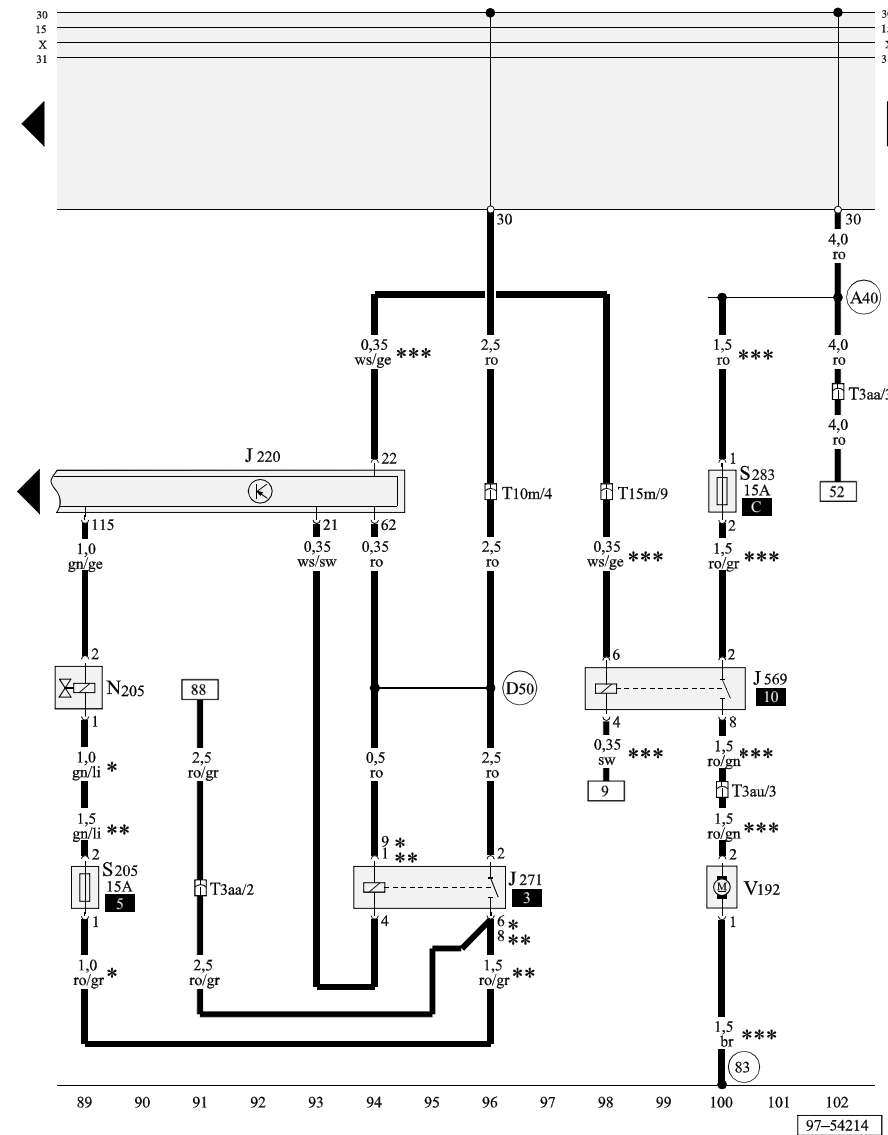 30 30
15 15
X X
31 3
30 30
4,0
ro
A40
0,35 2,5 1,5 4,0
ws/ge *** ro ro *** ro
T3aa/3
4,0
ro
J 220 22 1
S283
15A
C
T10m/4 T15m/9 52
115 21 62 2
1,0 0,35 0,35 2,5 0,35 1,5
gn/ge ws/sw ro ro ws/ge *** ro/gr ***
2 6 2
N205 88 D50 J 569
10
1 4 8
1,0 2,5 0,5 2,5 0,35 1,5
gn/li * ro/gr ro ro sw *** ro/gn ***
9 T3au/3
1,5 1,5
gn/li ** ro/gn ***
9 *
2 1 ** 2 2
S205 J 271
15A T3aa/2 M V192
5 3
1 4 6 * 1
8 **
1,0 2,5 1,5
ro/gr * ro/gr ro/gr **
1,5
br ***
83
89 90 91 92 93 94 95 96 97 98 99 100 101 102
97–54214